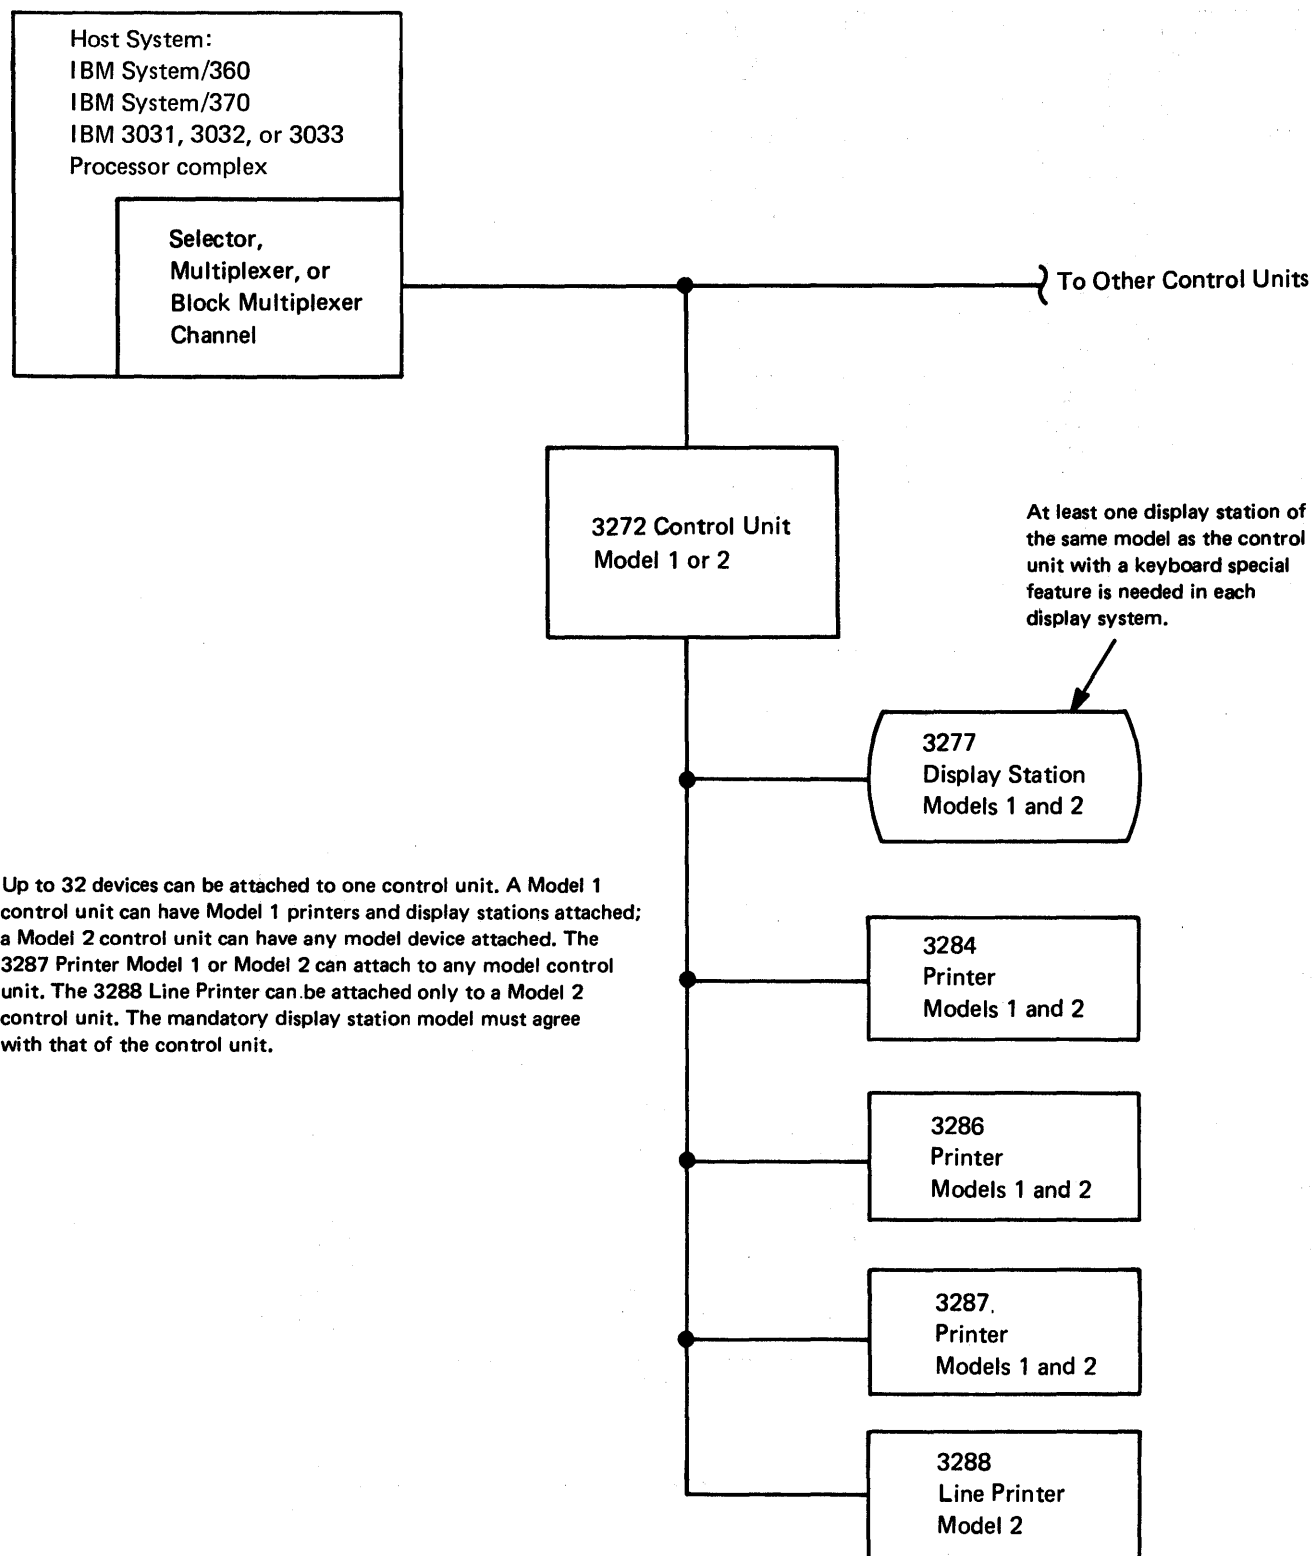 Host System:
IBM System/360
IBM System/370
IBM 3031, 3032, or 3033
Processor complex
Selector,
Multiplexer, or
Block Multiplexer
Channel
To Other Control Units
3272 Control Unit
Model 1 or 2
At least one display station of
the same model as the control
unit with a keyboard special
feature is needed in each
display system.
3277
Display Station
Models 1 and 2
Up to 32 devices can be attached to one control unit. A Model 1
control unit can have Model 1 printers and display stations attached;
a Model 2 control unit can have any model device attached. The
3287 Printer Model 1 or Model 2 can attach to any model control
unit. The 3288 Line Printer can be attached only to a Model 2
control unit. The mandatory display station model must agree
with that of the control unit.
3284
Printer
Models 1 and 2
3286
Printer
Models 1 and 2
3287
Printer
Models 1 and 2
3288
Line Printer
Model 2